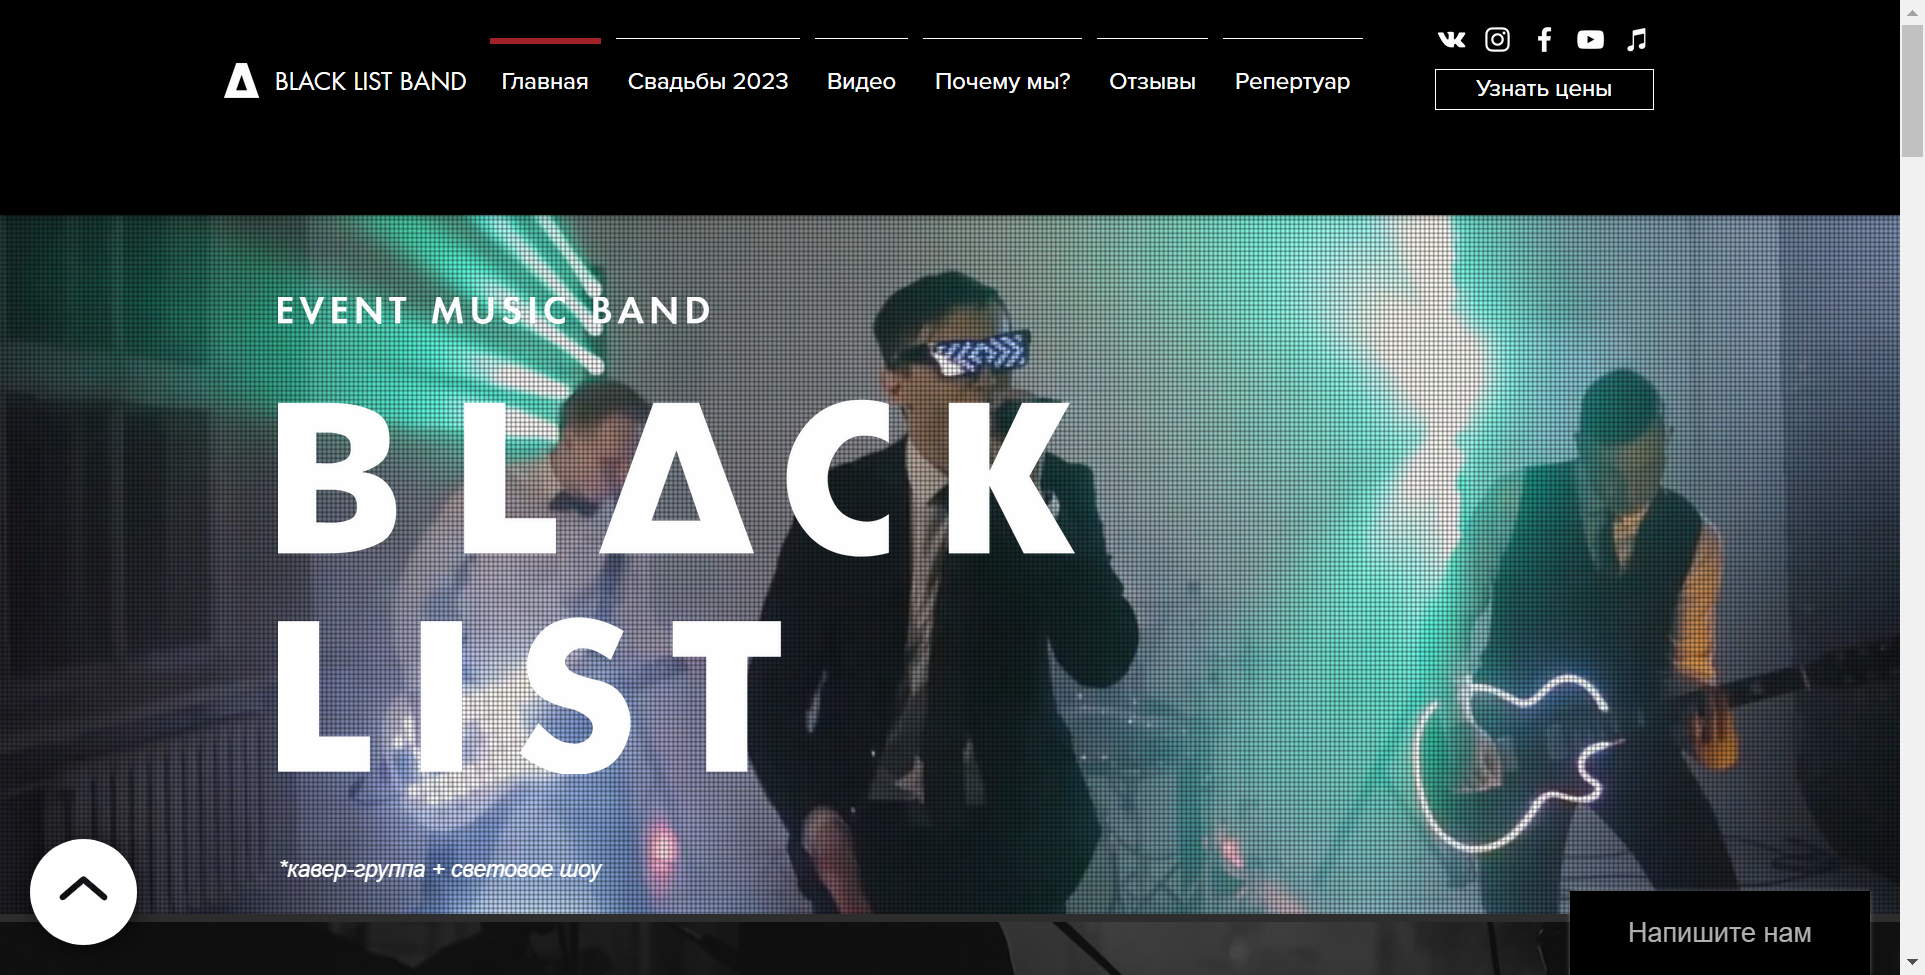 BLACK LIST BAND
Главная
Свадьбы 2023
Видео
Почему мы?
Отзывы
Репертуар
Узнать цены
EVENT MUSIC BAND
BLACK
LIST
*кавер-группа + световое шоу
Напишите нам